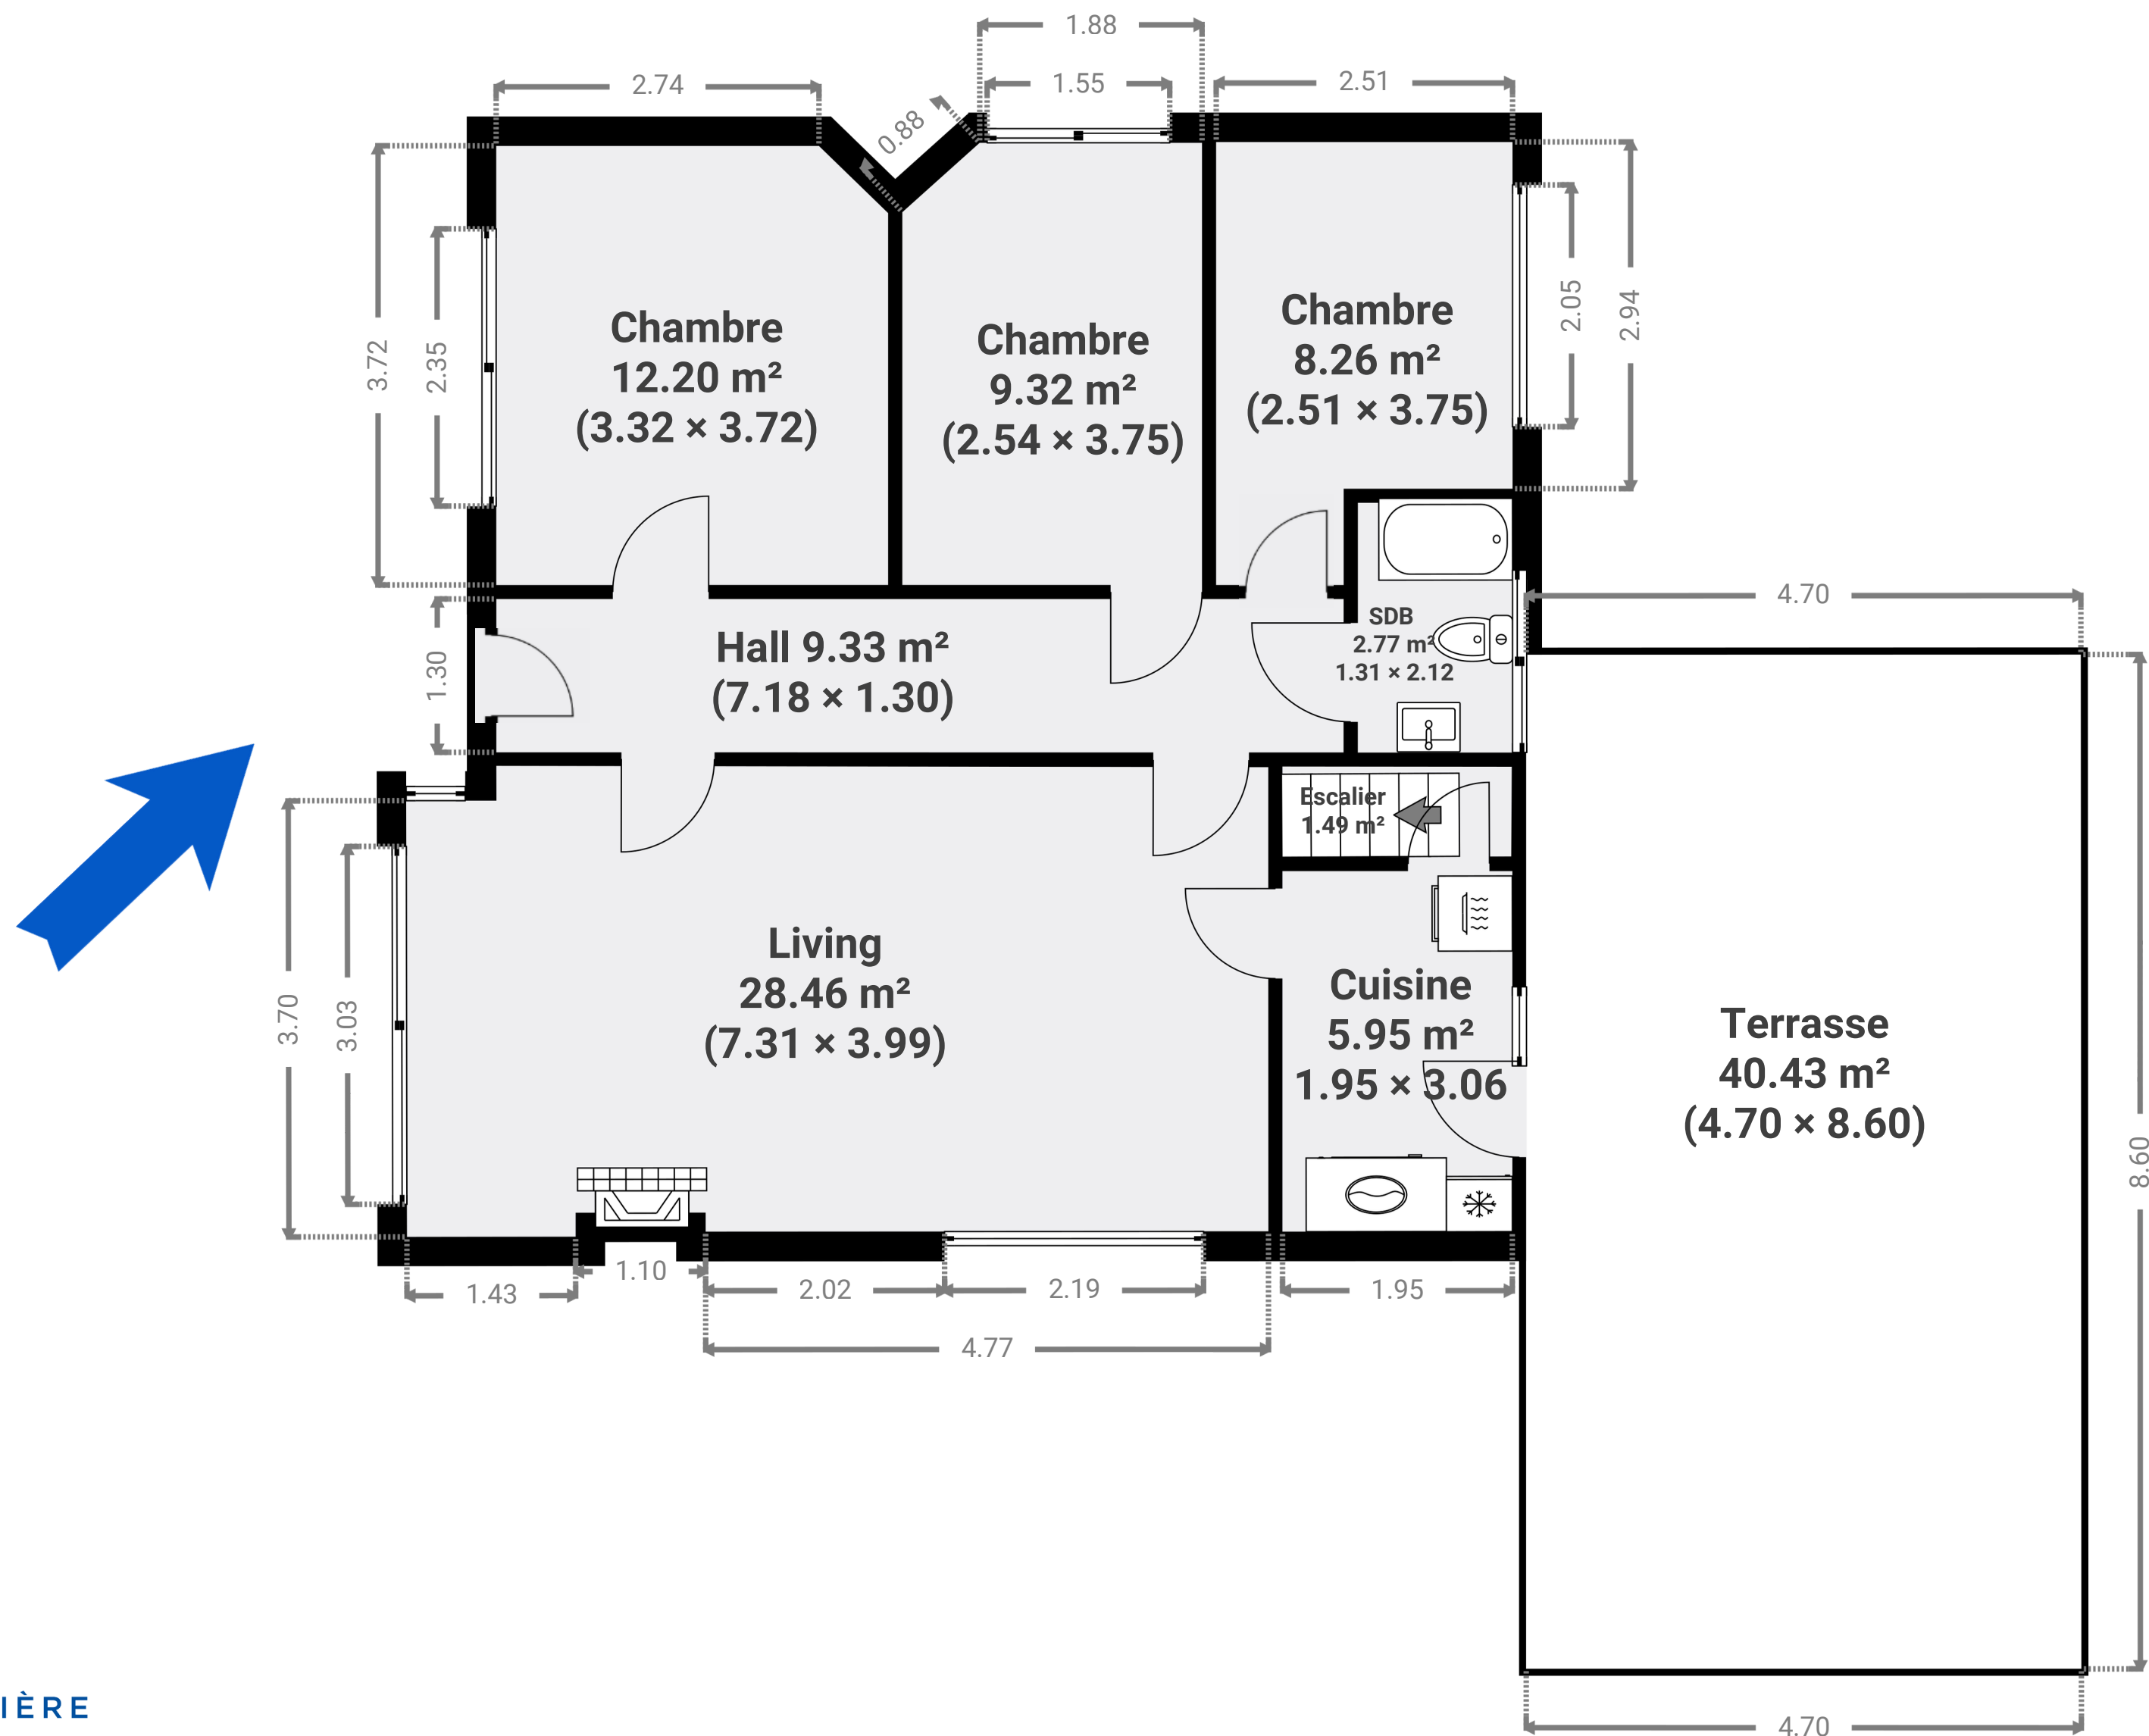 1.88
2.74
1.55
2.51
0.88
3.72
2.35
2.05
2.94
Chambre
12.20 m²
(3.32 × 3.72)
Chambre
9.32 m²
(2.54 × 3.75)
Chambre
8.26 m²
(2.51 × 3.75)
4.70
1.30
Hall 9.33 m²
(7.18 × 1.30)
SDB
2.77 m²
1.31 × 2.12
Escalier
1.49 m²
3.70
3.03
Living
28.46 m²
(7.31 × 3.99)
Cuisine
5.95 m²
1.95 × 3.06
Terrasse
40.43 m²
(4.70 × 8.60)
8.60
1.43
1.10
2.02
2.19
1.95
4.77
IÈRE
4.70